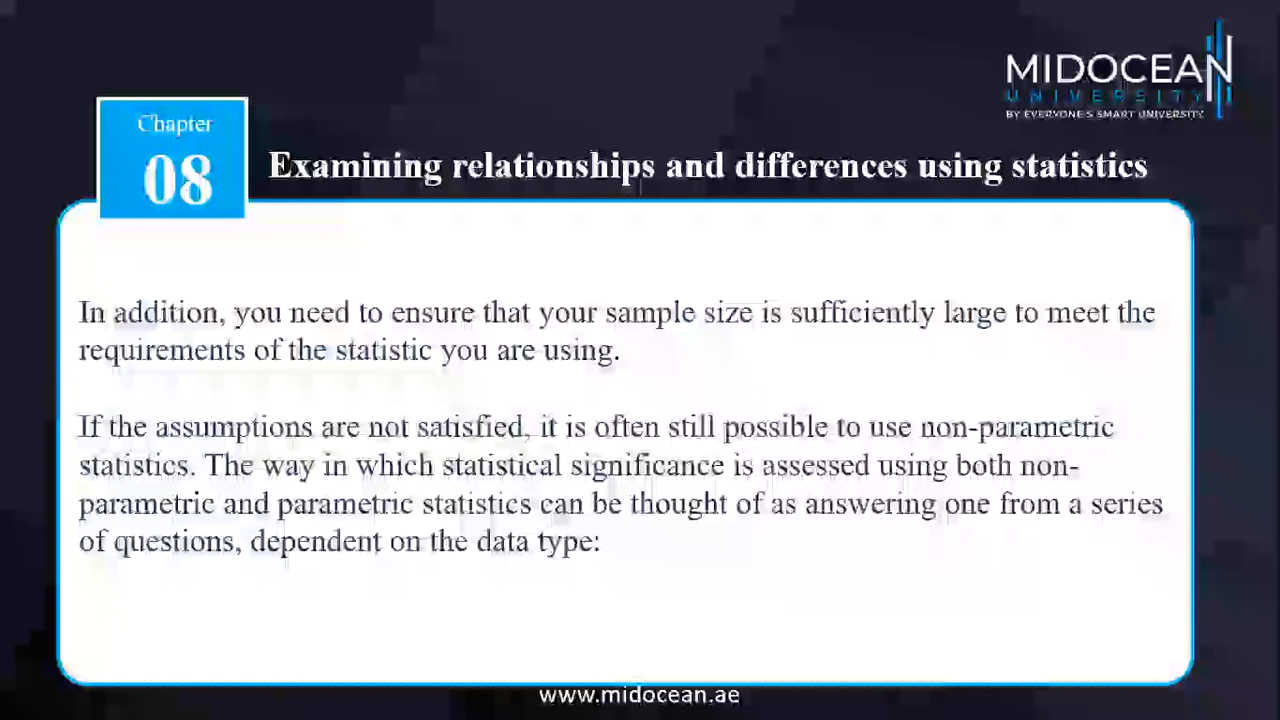 MIDOCEAN
UNIVERSITY
BY EVERYONE'S SMART UNIVERSITY
Chapter
08
Examining relationships and differences using statistics
In addition, you need to ensure that your sample size is sufficiently large to meet the
requirements of the statistic you are using.
If the assumptions are not satisfied, it is often still possible to use non-parametric
statistics. The way in which statistical significance is assessed using both non-
parametric and parametric statistics can be thought of as answering one from a series
of questions, dependent on the data type:
www.midocean.ae